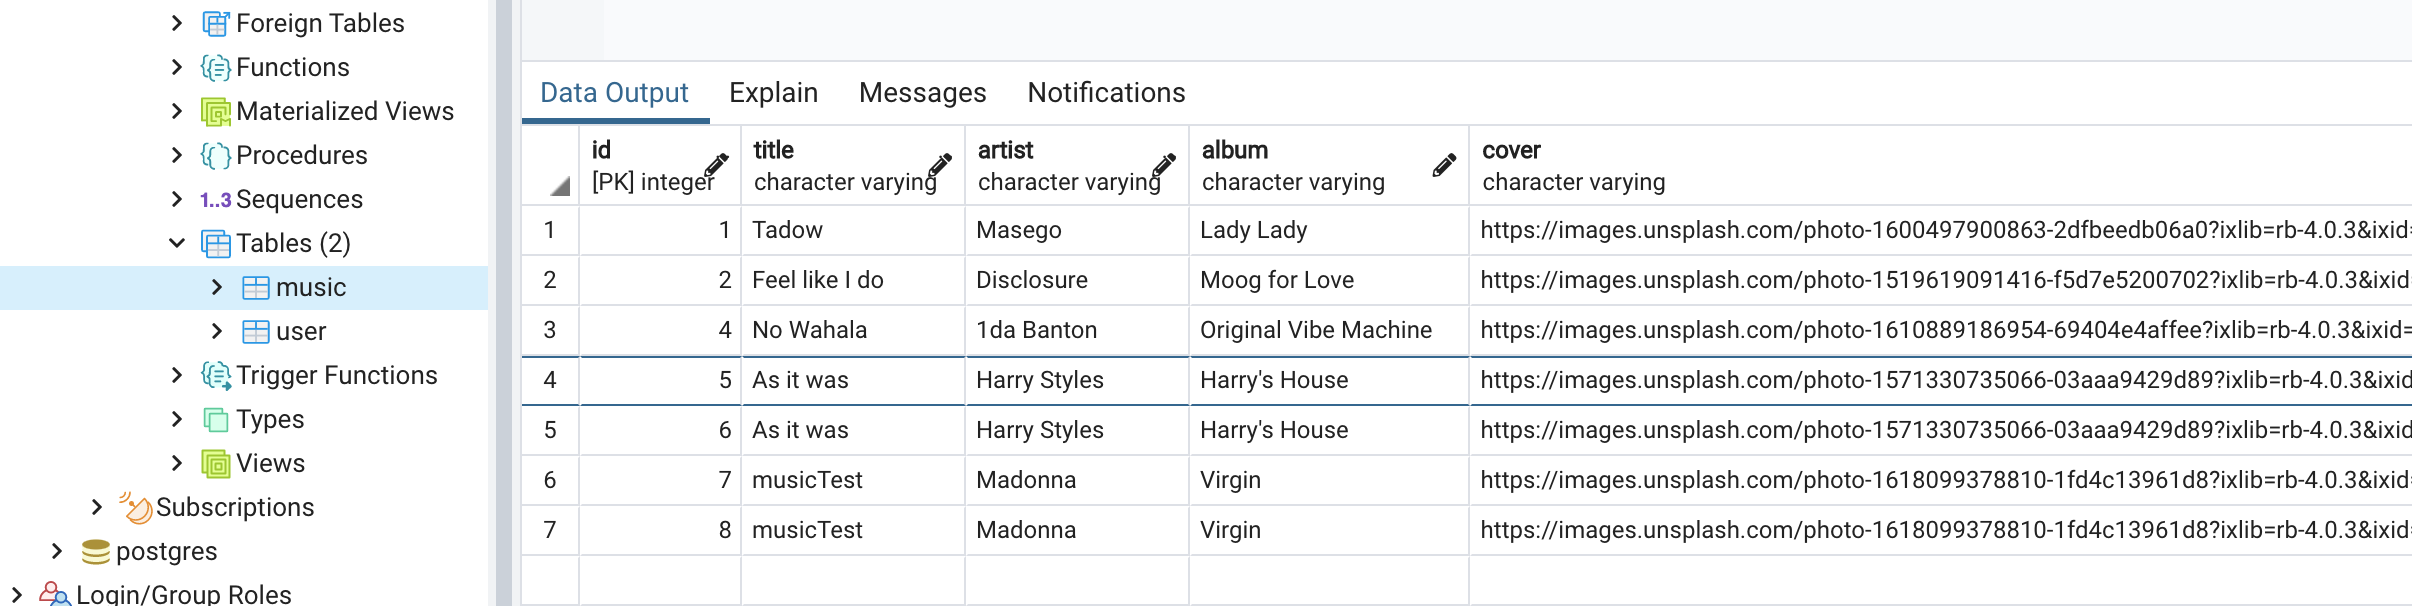 Foreign Tables
Functions
Materialized Views
Procedures
1..3 Sequences
Tables (2)
music
user
Trigger Functions
Types
Views
Subscriptions
postgres
Login/Group Roles
Data Output Explain Messages Notifications
id title artist album cover
[PK] integer character varying character varying character varying character varying
1 1 Tadow Masego Lady Lady https://images.unsplash.com/photo-1600497900863-2dfbeedb06a0?ixlib=rb-4.0.3&ixid=
2 2 Feel like I do Disclosure Moog for Love https://images.unsplash.com/photo-1519619091416-f5d7e5200702?ixlib=rb-4.0.3&ixid=
3 4 No Wahala 1da Banton Original Vibe Machine https://images.unsplash.com/photo-1610889186954-69404e4affee?ixlib=rb-4.0.3&ixid=
4 5 As it was Harry Styles Harry's House https://images.unsplash.com/photo-1571330735066-03aaa9429d89?ixlib=rb-4.0.3&ixid
5 6 As it was Harry Styles Harry's House https://images.unsplash.com/photo-1571330735066-03aaa9429d89?ixlib=rb-4.0.3&ixid
6 7 musicTest Madonna Virgin https://images.unsplash.com/photo-1618099378810-1fd4c13961d8?ixlib=rb-4.0.3&ixid=
7 8 musicTest Madonna Virgin https://images.unsplash.com/photo-1618099378810-1fd4c13961d8?ixlib=rb-4.0.3&ixid=